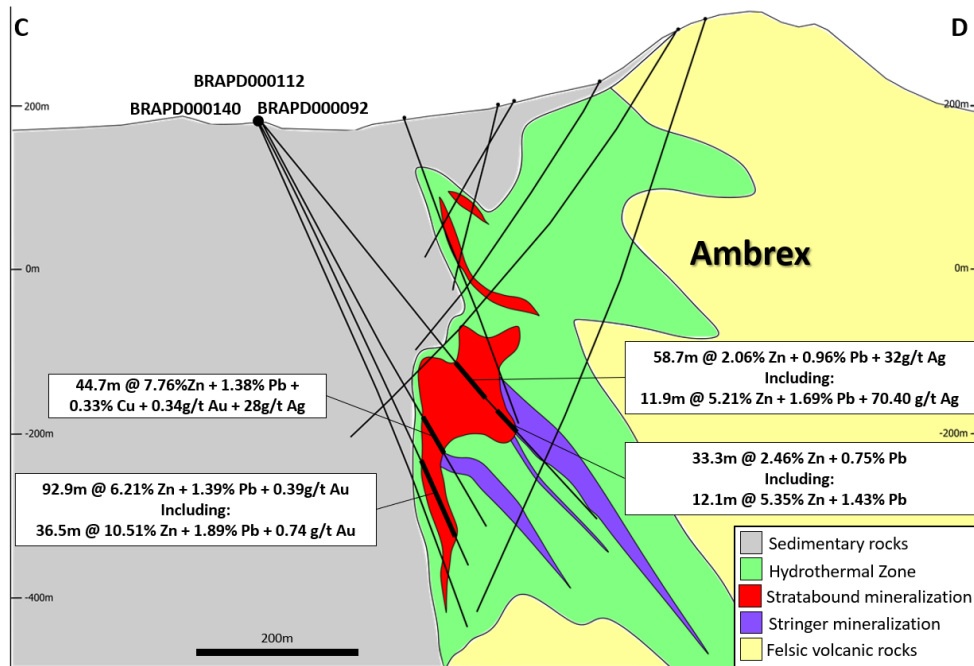 C
D
BRAPD000112
BRAPD000140
BRAPD000092
200m
200m
0m
0m
Ambrex
58.7m @ 2.06% Zn + 0.96% Pb + 32g/t Ag
Including:
11.9m @ 5.21% Zn + 1.69% Pb + 70.40 g/t Ag
44.7m @ 7.76%Zn + 1.38% Pb +
0.33% Cu + 0.34g/t Au + 28g/t Ag
-200m
-200m
33.3m @ 2.46% Zn + 0.75% Pb
Including:
12.1m @ 5.35% Zn + 1.43% Pb
92.9m @ 6.21% Zn + 1.39% Pb + 0.39g/t Au
Including:
36.5m @ 10.51% Zn + 1.89% Pb + 0.74 g/t Au
Sedimentary rocks
Hydrothermal Zone
Stratabound mineralization
Stringer mineralization
Felsic volcanic rocks
-400m
200m